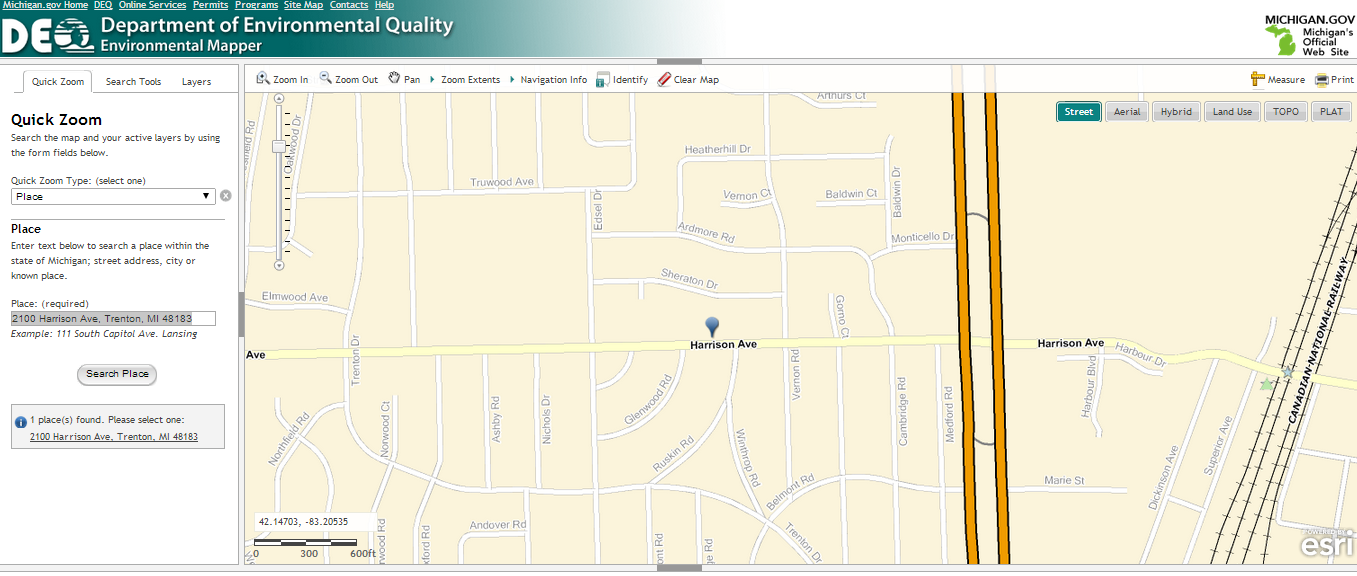 Michigan.gov Home DEQ Online Services Permits Programs Site Map Contacts Help
DEQ Department of Environmental Quality
Environmental Mapper
MICHIGAN.GOV
Michigan's
Official
Web Site
Quick Zoom Search Tools Layers
Zoom In Zoom Out Pan Zoom Extents Navigation Info Identify Clear Map Measure Print
Street Aerial Hybrid Land Use TOPO PLAT
Quick Zoom
Search the map and your active layers by using
the form fields below.
Quick Zoom Type: (select one)
Place
Place
Enter text below to search a place within the
state of Michigan; street address, city or
known place.
Place: (required)
2100 Harrison Ave, Trenton, MI 48183
Example: 111 South Capitol Ave. Lansing
Search Place
1 place(s) found. Please select one:
2100 Harrison Ave, Trenton, MI 48183
Arthurs Ct
Oakwood Dr
Heatherhill Dr
Truwood Ave
Edsel Dr
Vernon Ct
Baldwin Ct
Baldwin Dr
Ardmore Rd
Monticello Dr
Sheraton Dr
Elmwood Ave
Gorno Ct
Trenton Dr
Ave
Harrison Ave
Harrison Ave
Harbour Dr
Harbour Blvd
CANADIAN NATIONAL RAILWAY
Vernon Rd
Glenwood Rd
Cambridge Rd
Medford Rd
Ashby Rd
Nichols Dr
Norwood Ct
Northfield Rd
Ruskin Rd
Winthrop Rd
Belmont Rd
Marie St
Dickinson Ave
Superior Ave
Andover Rd
Trenton Dr
42.14703, -83.20535
0 300 600ft
POWERED BY
esri